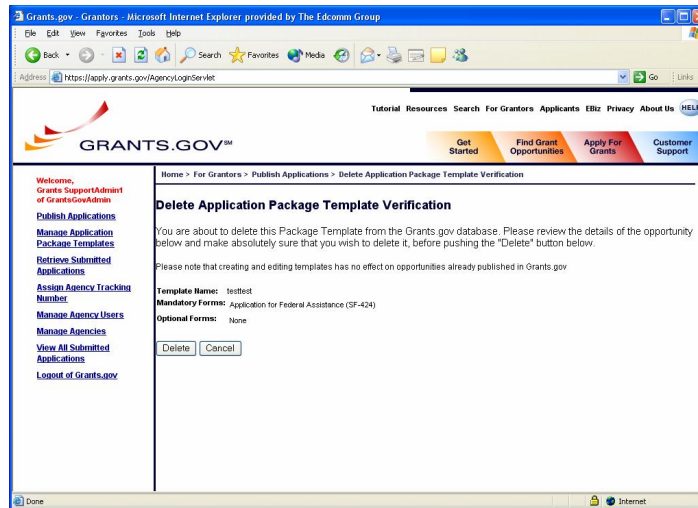 Grants.gov - Grantors - Microsoft Internet Explorer provided by The Edcomm Group
File Edit View Favorites Tools Help
Back Search Favorites Media
Address https://apply.grants.gov/AgencyLoginServlet Go Links
Tutorial Resources Search For Grantors Applicants EBiz Privacy About Us HELP
GRANTS.GOV℠
Get Started
Find Grant Opportunities
Apply For Grants
Customer Support
Welcome,
Grants SupportAdmin1
of GrantsGovAdmin
Publish Applications
Manage Application
Package Templates
Retrieve Submitted
Applications
Assign Agency Tracking
Number
Manage Agency Users
Manage Agencies
View All Submitted
Applications
Logout of Grants.gov
Home > For Grantors > Publish Applications > Delete Application Package Template Verification
Delete Application Package Template Verification
You are about to delete this Package Template from the Grants.gov database. Please review the details of the opportunity
below and make absolutely sure that you wish to delete it, before pushing the "Delete" button below.
Please note that creating and editing templates has no effect on opportunities already published in Grants.gov
Template Name: testtest
Mandatory Forms: Application for Federal Assistance (SF-424)
Optional Forms: None
Delete Cancel
Done Internet